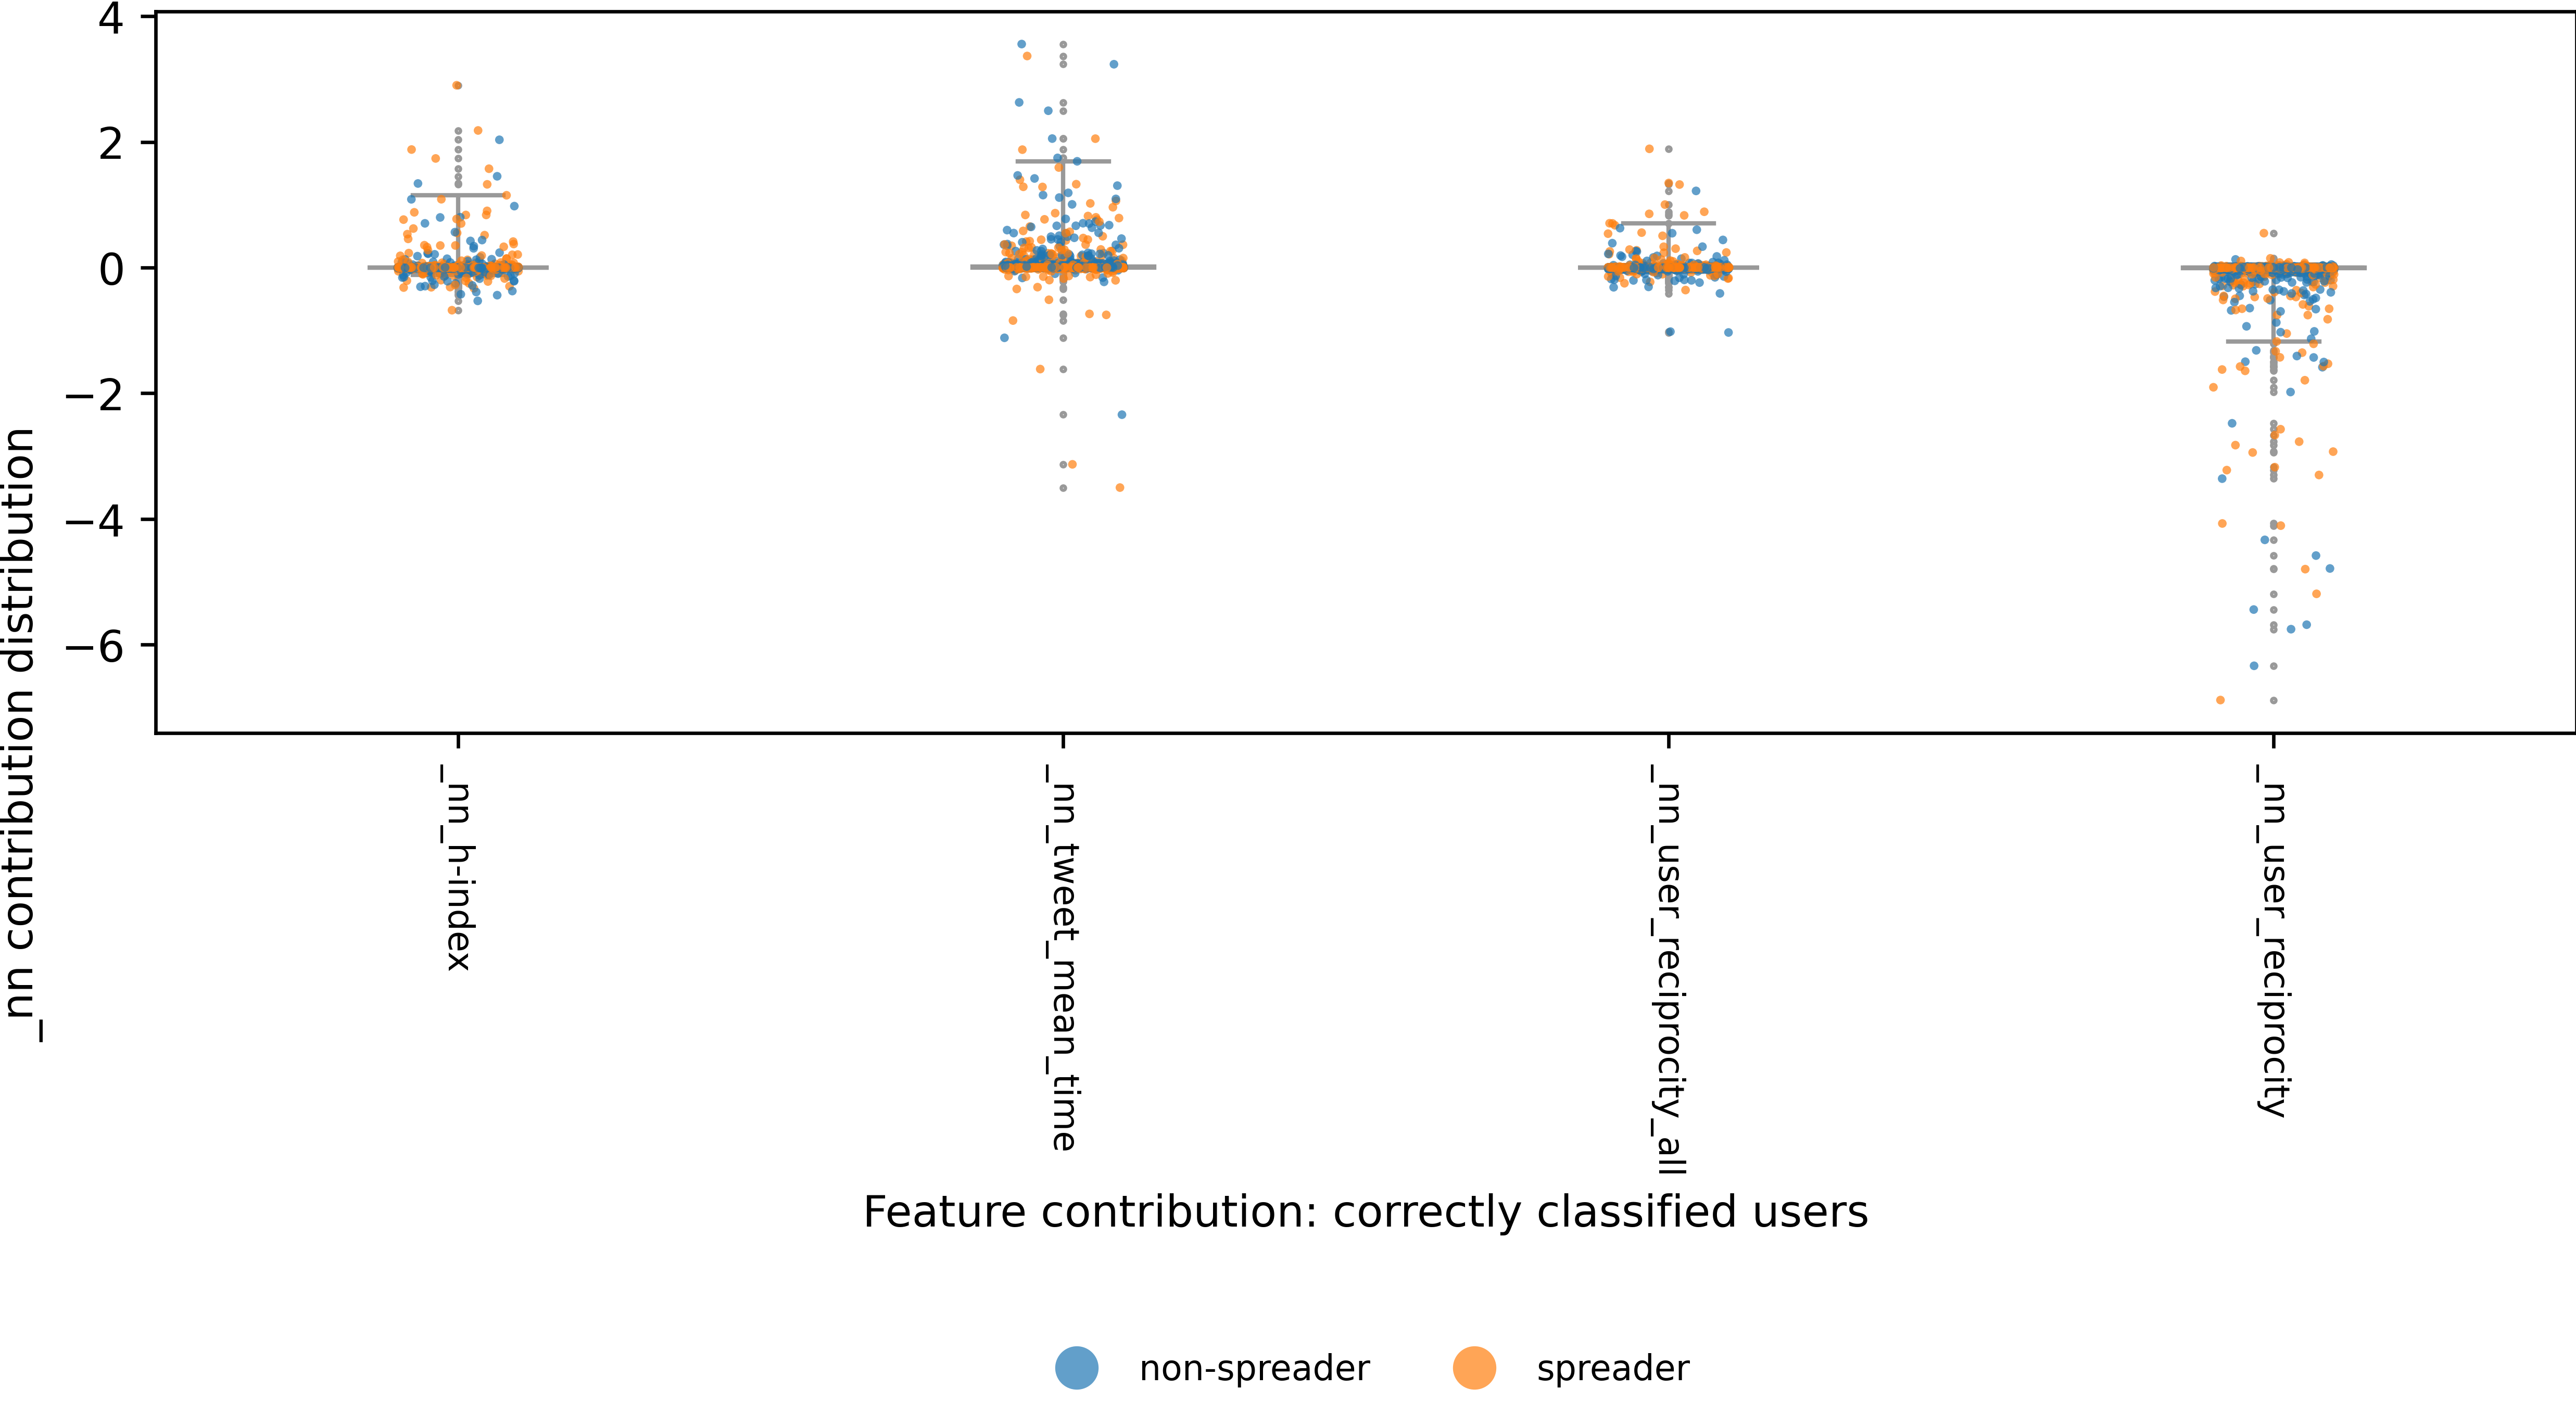 4
2
0
−2
−4
−6
_nn contribution distribution
_nn_h-index
_nn_tweet_mean_time
_nn_user_reciprocity_all
_nn_user_reciprocity
Feature contribution: correctly classified users
non-spreader
spreader